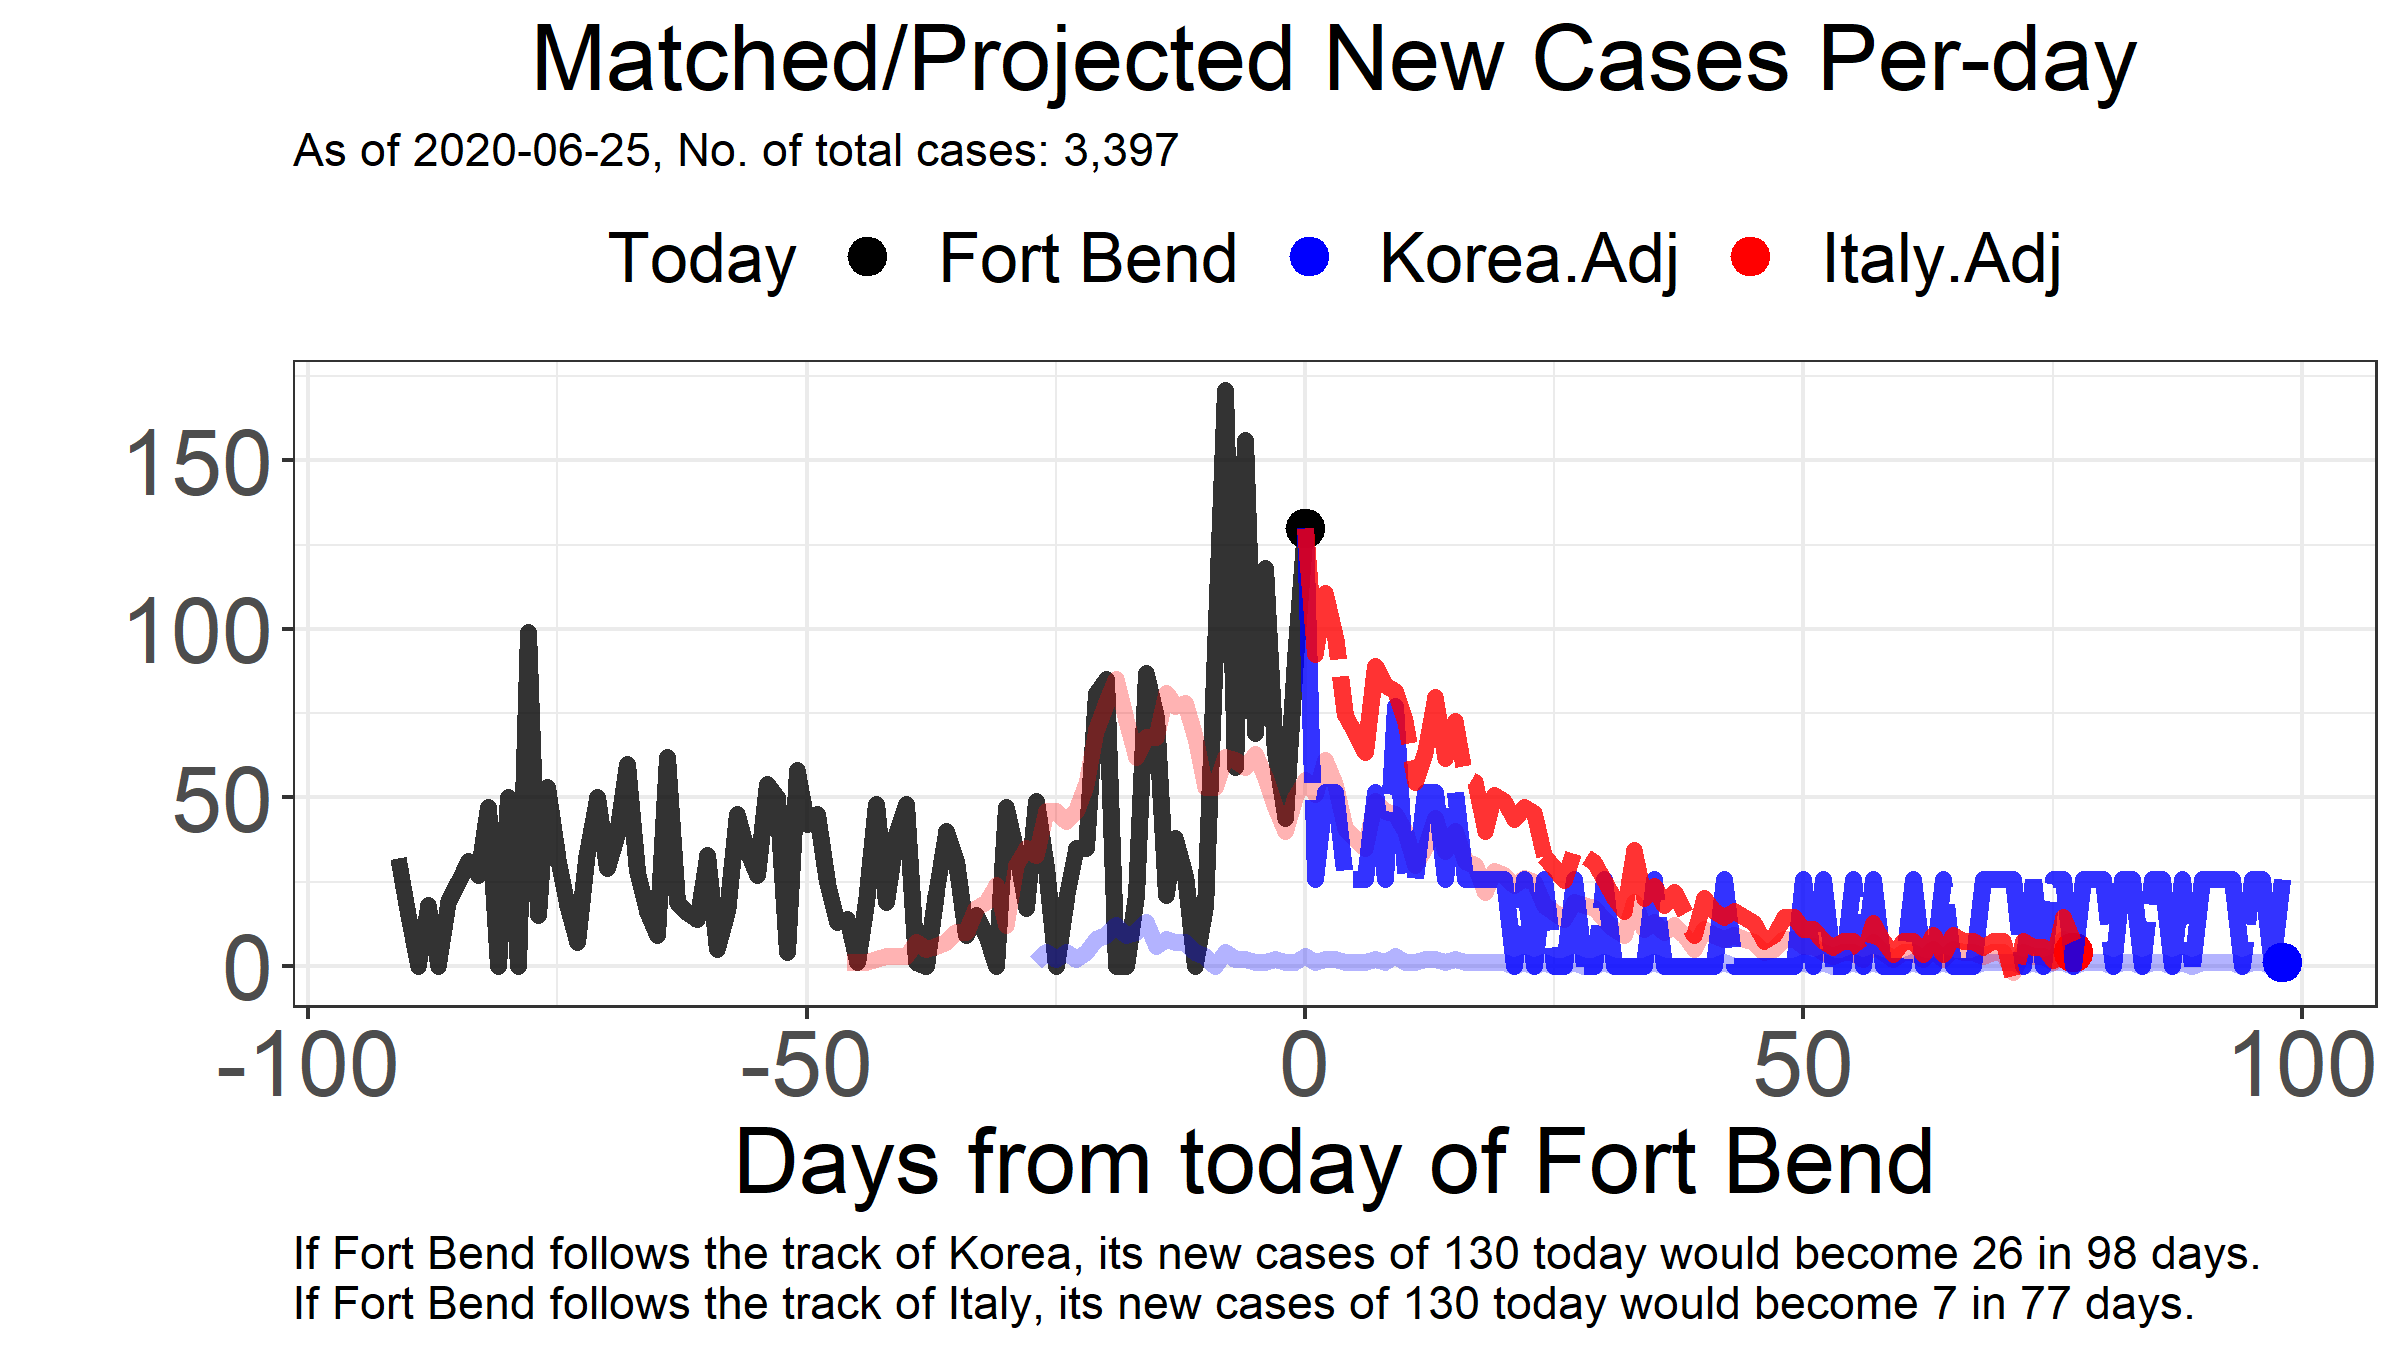 Matched/Projected New Cases Per-day
As of 2020-06-25, No. of total cases: 3,397
Today Fort Bend Korea.Adj Italy.Adj
150
100
50
0
-100 -50 0 50 100
Days from today of Fort Bend
If Fort Bend follows the track of Korea, its new cases of 130 today would become 26 in 98 days.
If Fort Bend follows the track of Italy, its new cases of 130 today would become 7 in 77 days.